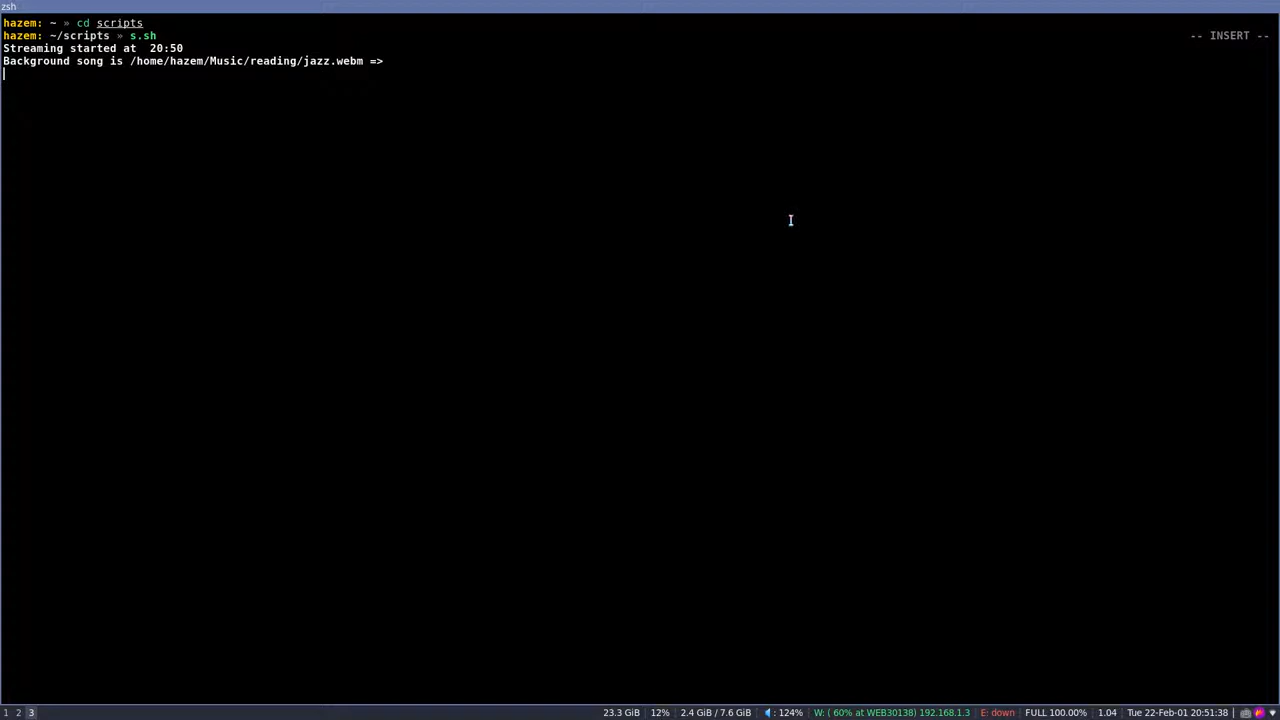 zsh
hazem: ~ » cd scripts
hazem: ~/scripts » s.sh -- INSERT --
Streaming started at  20:50
Background song is /home/hazem/Music/reading/jazz.webm =>
1 2 3 23.3 GiB 12% 2.4 GiB / 7.6 GiB : 124% W: ( 60% at WEB30138) 192.168.1.3 E: down FULL 100.00% 1.04 Tue 22-Feb-01 20:51:38